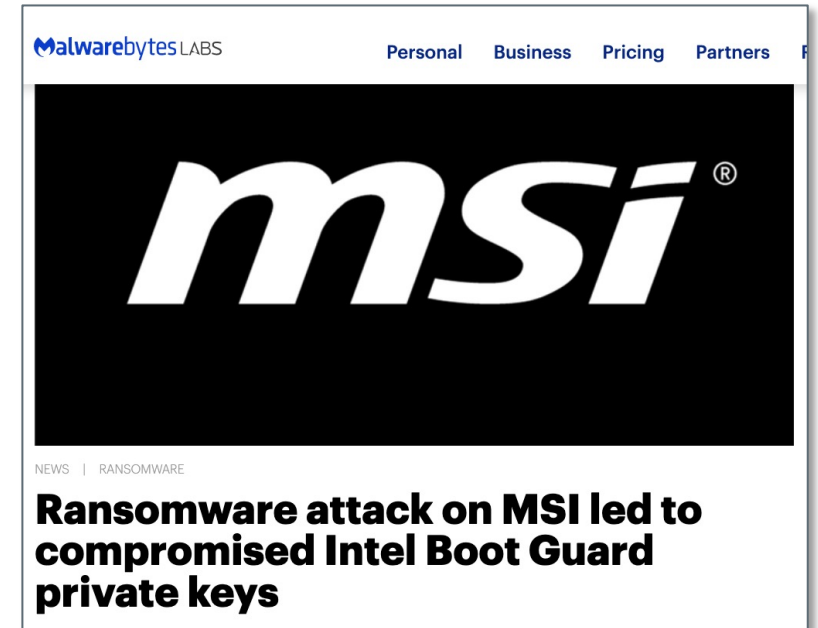 Malwarebytes LABS
Personal Business Pricing Partners
msi ®
NEWS | RANSOMWARE
Ransomware attack on MSI led to
compromised Intel Boot Guard
private keys